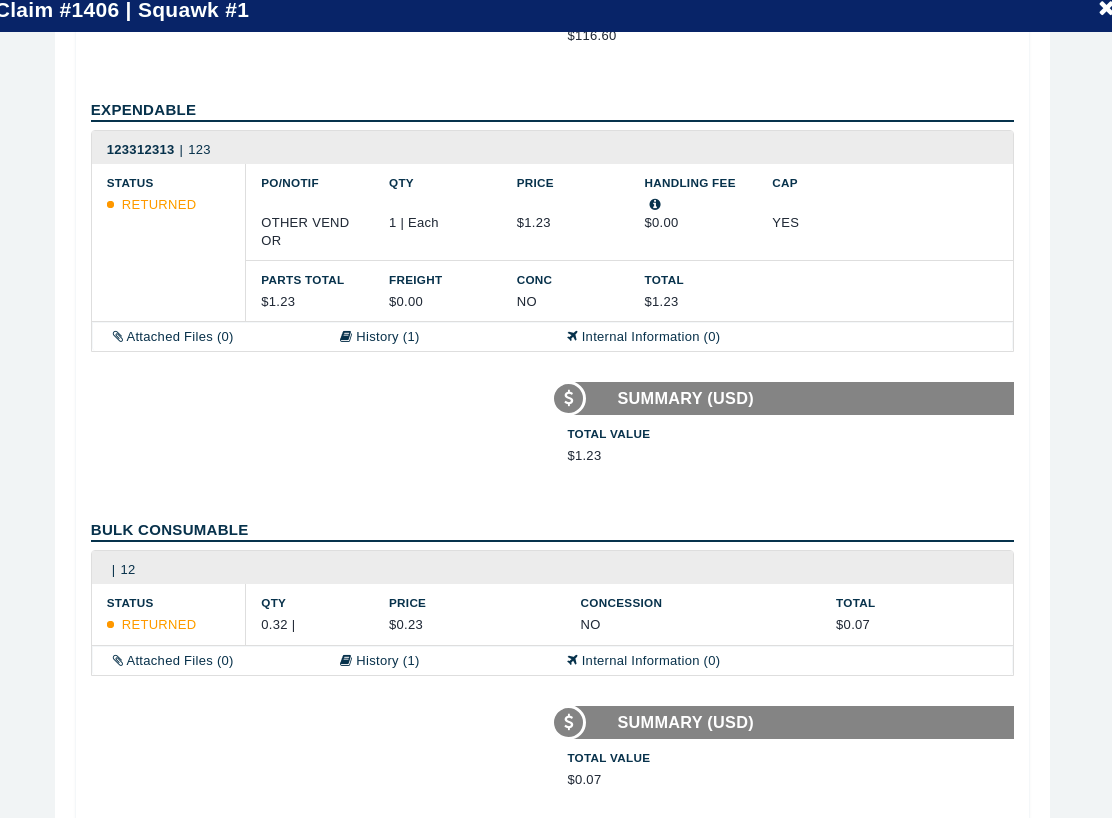 Claim #1406 | Squawk #1
$116.60
EXPENDABLE
123312313 | 123
STATUS PO/NOTIF QTY PRICE HANDLING FEE CAP
RETURNED
OTHER VEND 1 | Each $1.23 $0.00 YES
OR
PARTS TOTAL FREIGHT CONC TOTAL
$1.23 $0.00 NO $1.23
Attached Files (0) History (1) Internal Information (0)
$ SUMMARY (USD)
TOTAL VALUE
$1.23
BULK CONSUMABLE
| 12
STATUS QTY PRICE CONCESSION TOTAL
RETURNED 0.32 | $0.23 NO $0.07
Attached Files (0) History (1) Internal Information (0)
$ SUMMARY (USD)
TOTAL VALUE
$0.07